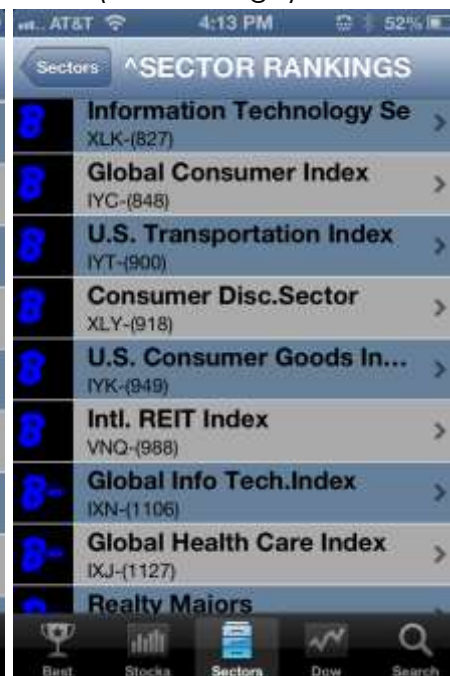 AT&T 4:13 PM 52%
Sectors ^SECTOR RANKINGS
B Information Technology Se
XLK-(827)
B Global Consumer Index
IYC-(848)
B U.S. Transportation Index
IYT-(900)
B Consumer Disc.Sector
XLY-(918)
B U.S. Consumer Goods In...
IYK-(949)
B Intl. REIT Index
VNQ-(988)
B- Global Info Tech.Index
IXN-(1106)
B- Global Health Care Index
IXJ-(1127)
Realty Majors
Best Stocks Sectors Dow Search